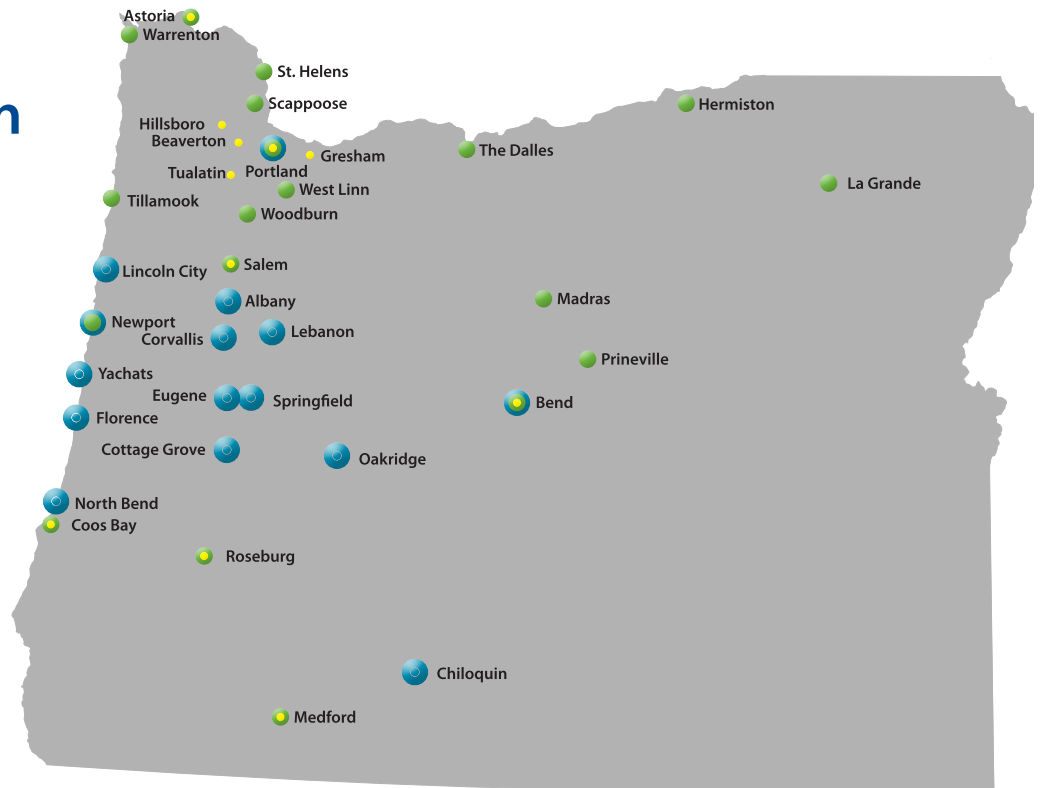 Astoria
Warrenton
St. Helens
Scappoose
n
Hermiston
Hillsboro
Beaverton
Gresham
The Dalles
Tualatin
Portland
West Linn
La Grande
Tillamook
Woodburn
Salem
Lincoln City
Albany
Madras
Newport
Lebanon
Corvallis
Prineville
Yachats
Eugene
Springfield
Bend
Florence
Cottage Grove
Oakridge
North Bend
Coos Bay
Roseburg
Chiloquin
Medford